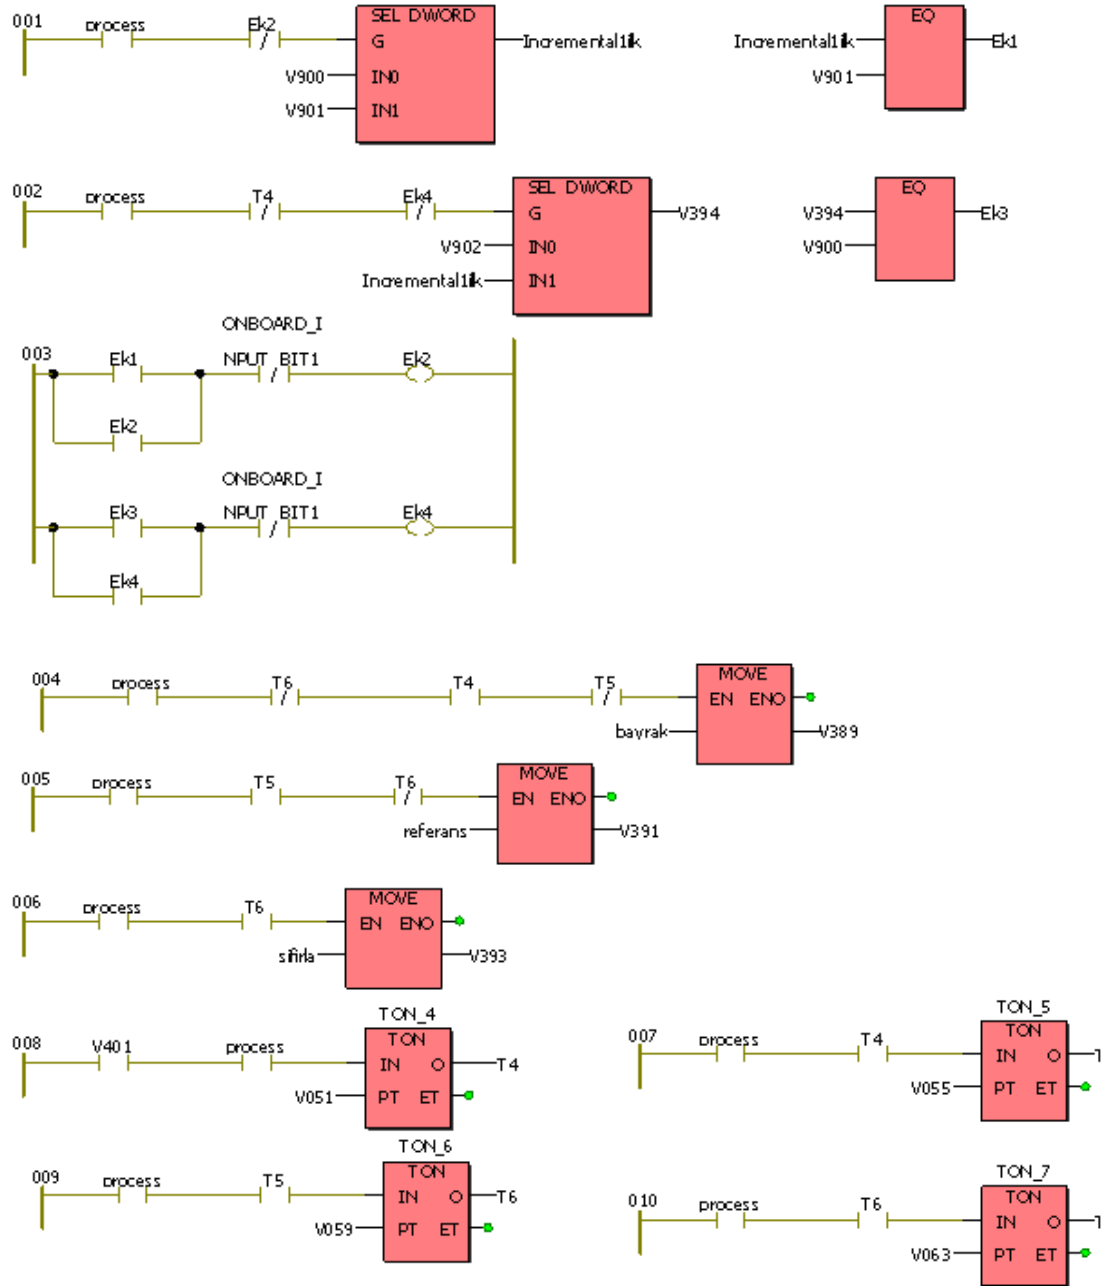 001 process Ek2 SEL DWORD EQ
G Incremental1ilk Incremental1ilk Ek1
V900 IN0 V901
V901 IN1
002 process T4 Ek4 SEL DWORD EQ
G V394 V394 Ek3
V902 IN0 V900
Incremental1ilk IN1
ONBOARD_I
003 Ek1 NPUT_BIT1 Ek2
Ek2
ONBOARD_I
Ek3 NPUT_BIT1 Ek4
Ek4
004 process T6 T4 T5 MOVE
EN ENO
bayrak V389
005 process T5 T6 MOVE
EN ENO
referans V391
006 process T6 MOVE
EN ENO
sifirla V393
TON_4
008 V401 process TON
IN O T4
V051 PT ET
TON_5
007 process T4 TON
IN O
V055 PT ET
TON_6
009 process T5 TON
IN O T6
V059 PT ET
TON_7
010 process T6 TON
IN O
V063 PT ET